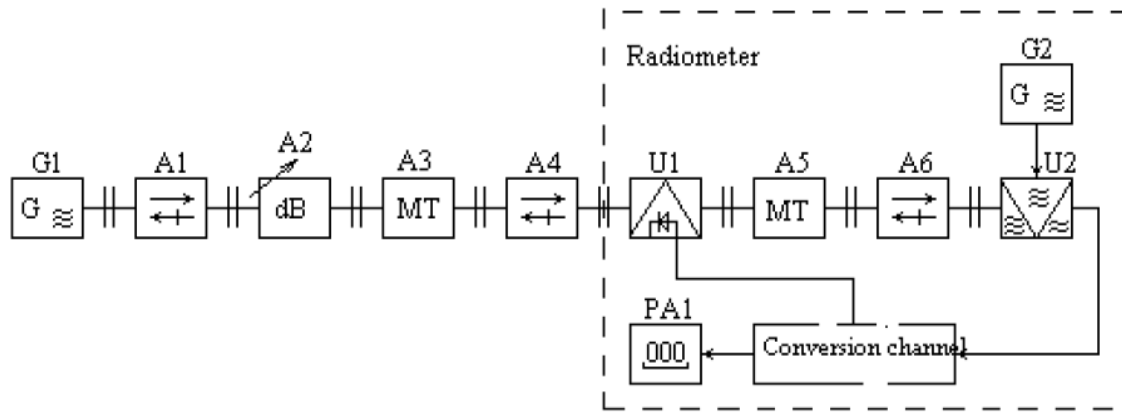 Radiometer
G2
G
G1
A1
A2
A3
A4
U1
A5
A6
U2
G
dB
MT
MT
PA1
000
Conversion channel